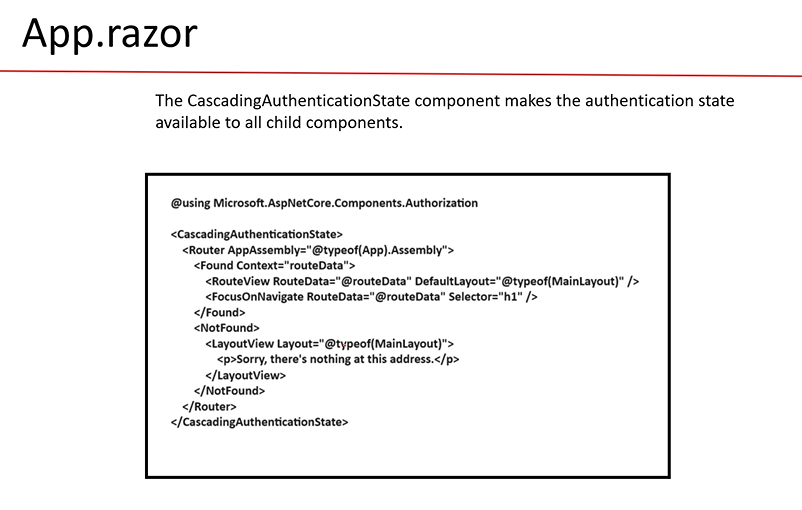 App.razor
The CascadingAuthenticationState component makes the authentication state
available to all child components.
@using Microsoft.AspNetCore.Components.Authorization
<CascadingAuthenticationState>
<Router AppAssembly="@typeof(App).Assembly">
<Found Context="routeData">
<RouteView RouteData="@routeData" DefaultLayout="@typeof(MainLayout)" />
<FocusOnNavigate RouteData="@routeData" Selector="h1" />
</Found>
<NotFound>
<LayoutView Layout="@typeof(MainLayout)">
<p>Sorry, there's nothing at this address.</p>
</LayoutView>
</NotFound>
</Router>
</CascadingAuthenticationState>